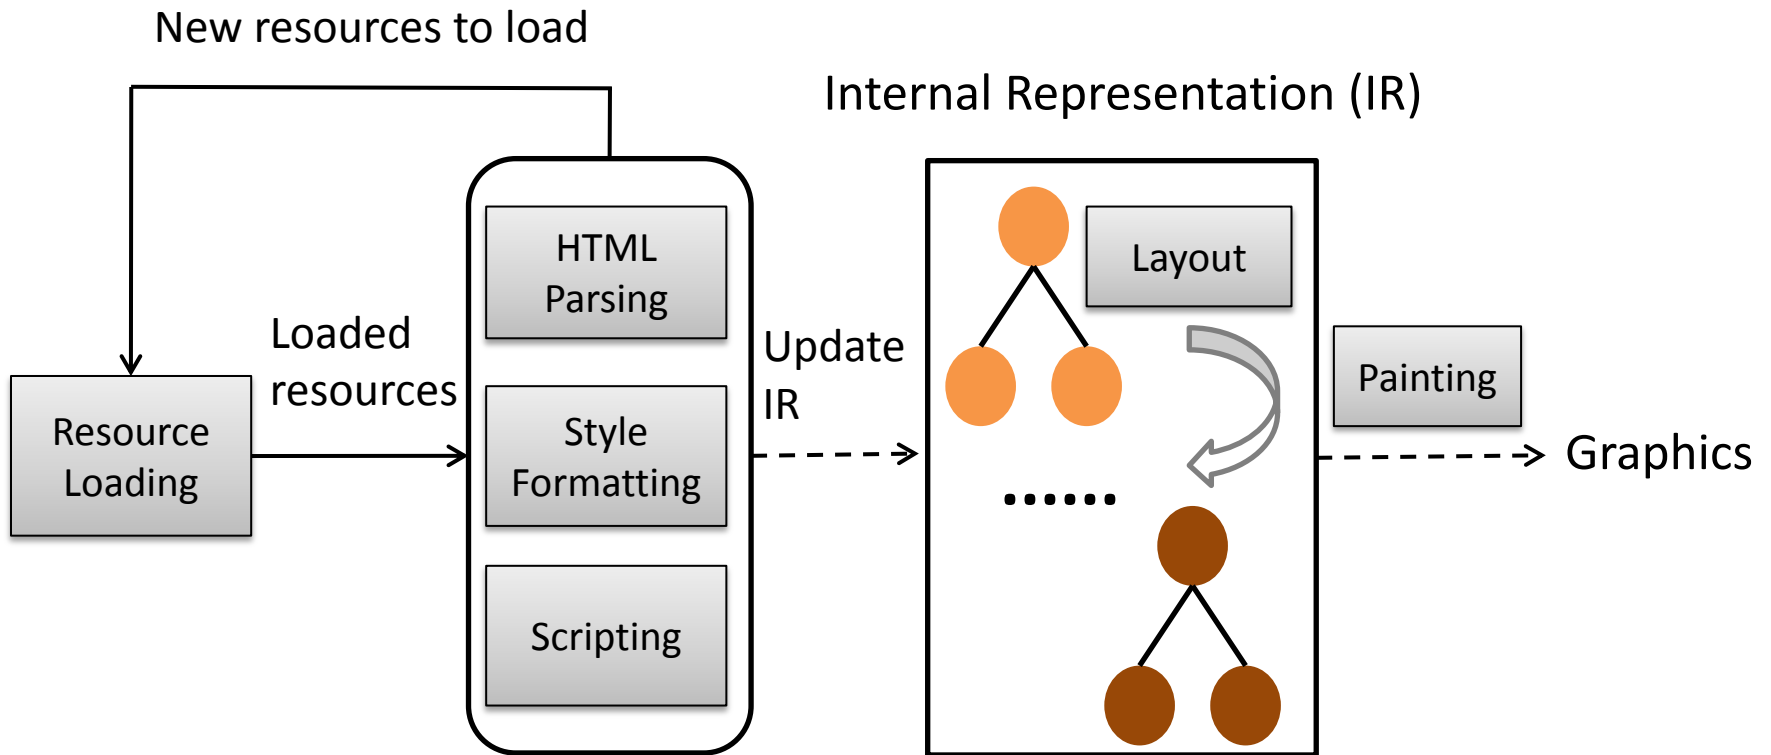 New resources to load
Internal Representation (IR)
HTML
Parsing
Layout
Loaded
resources
Update
IR
Painting
Resource
Loading
Style
Formatting
Graphics
......
Scripting